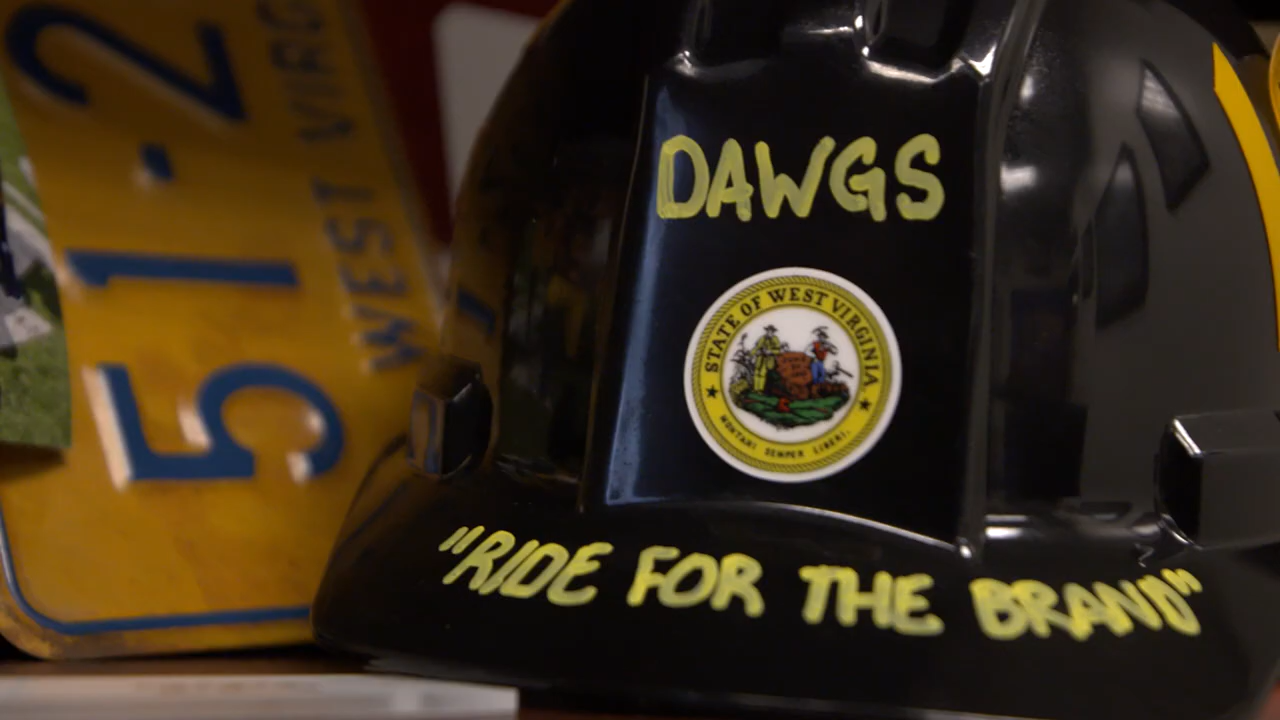 51-2
WEST VIRG
DAWGS
STATE OF WEST VIRGINIA
MONTANI SEMPER LIBERI.
"RIDE FOR THE BRAND"